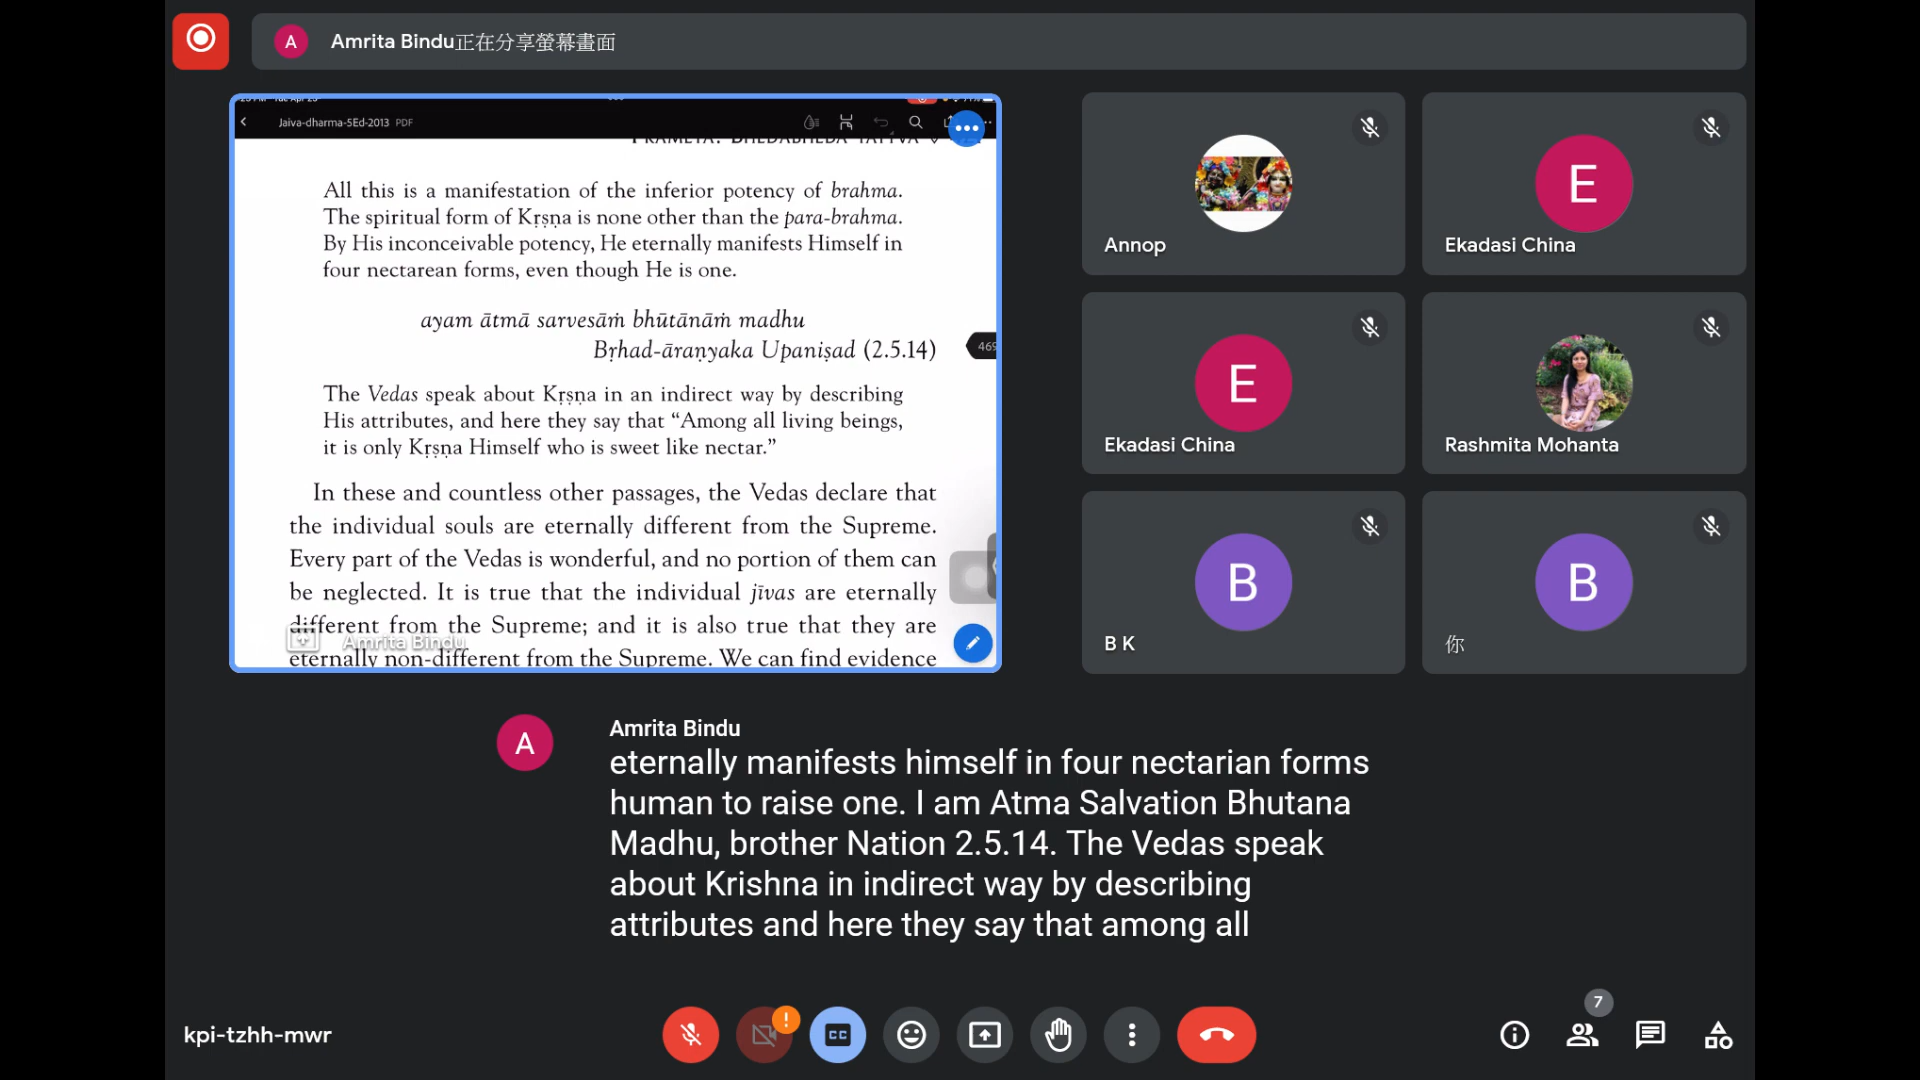 A Amrita Bindu正在分享螢幕畫面
Jaiva-dharma-5Ed-2013 PDF
PRAMEYA: BHEDĀBHEDA-TATTVA
All this is a manifestation of the inferior potency of brahma.
The spiritual form of Kṛṣṇa is none other than the para-brahma.
By His inconceivable potency, He eternally manifests Himself in
four nectarean forms, even though He is one.
ayam ātmā sarvesāṁ bhūtānāṁ madhu
Bṛhad-āraṇyaka Upaniṣad (2.5.14)
469
The Vedas speak about Kṛṣṇa in an indirect way by describing
His attributes, and here they say that “Among all living beings,
it is only Kṛṣṇa Himself who is sweet like nectar.”
In these and countless other passages, the Vedas declare that
the individual souls are eternally different from the Supreme.
Every part of the Vedas is wonderful, and no portion of them can
be neglected. It is true that the individual jīvas are eternally
different from the Supreme; and it is also true that they are
Amrita Bindu
eternally non-different from the Supreme. We can find evidence
Annop
E
Ekadasi China
E
Ekadasi China
Rashmita Mohanta
B
B K
B
你
A
Amrita Bindu
eternally manifests himself in four nectarian forms
human to raise one. I am Atma Salvation Bhutana
Madhu, brother Nation 2.5.14. The Vedas speak
about Krishna in indirect way by describing
attributes and here they say that among all
kpi-tzhh-mwr
!
CC
7